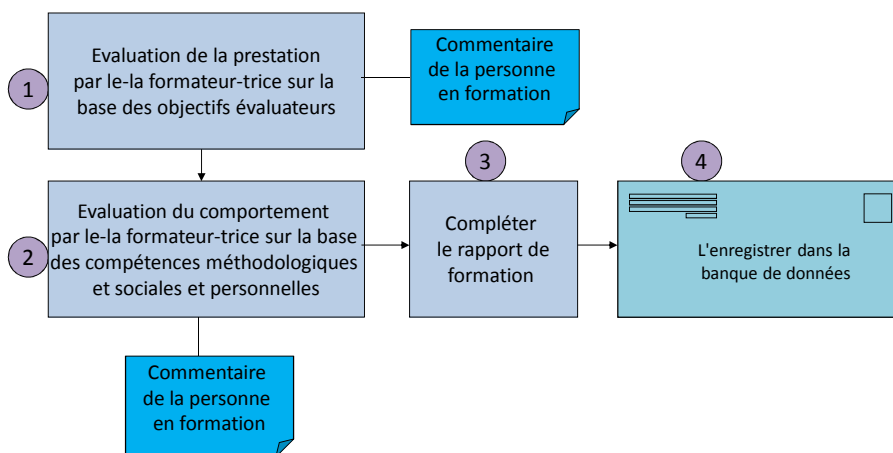 1
Evaluation de la prestation
par le-la formateur-trice sur la
base des objectifs évaluateurs
Commentaire
de la personne
en formation
2
Evaluation du comportement
par le-la formateur-trice sur la base
des compétences méthodologiques
et sociales et personnelles
3
Compléter
le rapport de
formation
4
L'enregistrer dans la
banque de données
Commentaire
de la personne
en formation